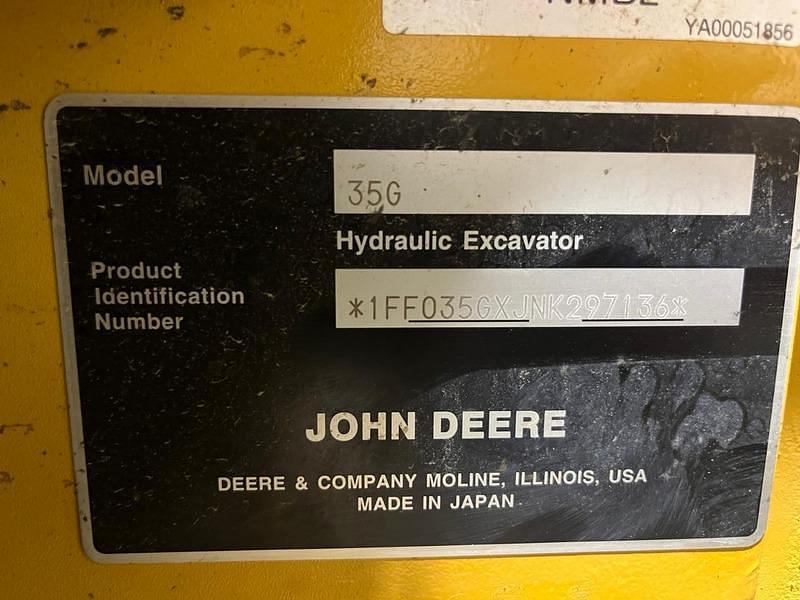 YA00051856
Model
35G
Hydraulic Excavator
Product
Identification
Number
*1FF035GXJNK297136*
JOHN DEERE
DEERE & COMPANY MOLINE, ILLINOIS, USA
MADE IN JAPAN